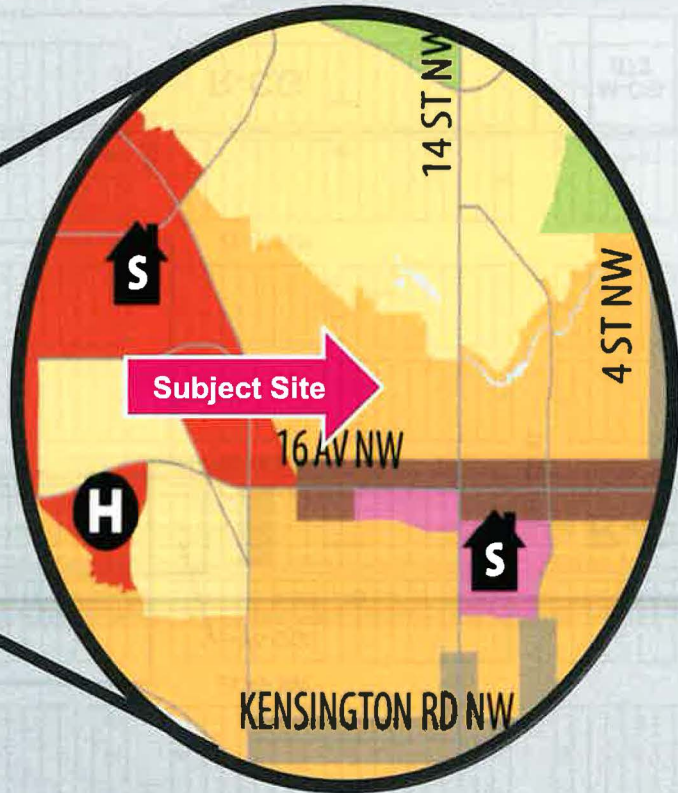 14 ST NW
S
4 ST NW
Subject Site
16 AV NW
H
S
KENSINGTON RD NW